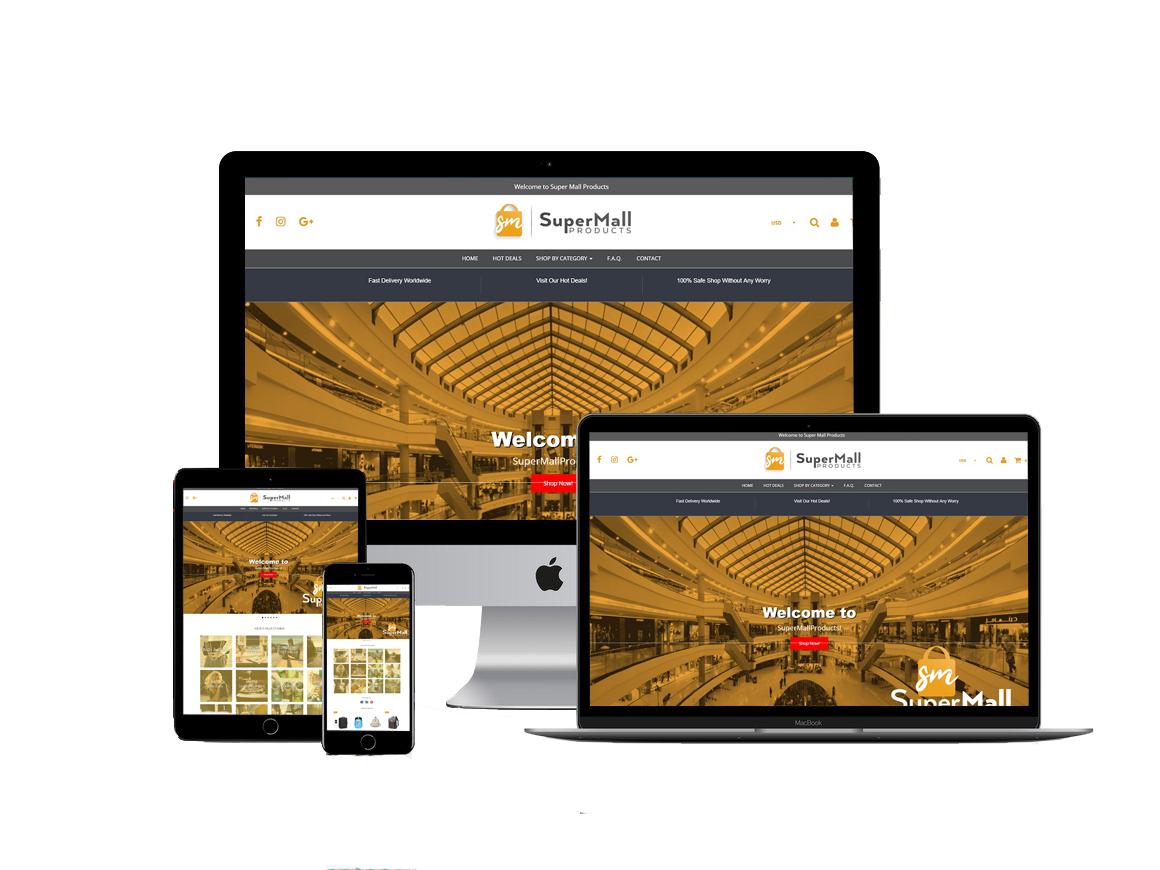 Welcome to Super Mall Products
sm SuperMall
PRODUCTS
USD
HOME HOT DEALS SHOP BY CATEGORY F.A.Q. CONTACT
Fast Delivery Worldwide Visit Our Hot Deals! 100% Safe Shop Without Any Worry
Welcom
SuperMallPro
Shop Now!
Welcome to Super Mall Products
sm SuperMall
PRODUCTS
USD
HOME HOT DEALS SHOP BY CATEGORY F.A.Q. CONTACT
Fast Delivery Worldwide Visit Our Hot Deals! 100% Safe Shop Without Any Worry
Welcome to
SuperMallProducts!
Shop Now!
sm
SuperMall
MacBook
SuperMall
Welcome to
Sup
SuperMall